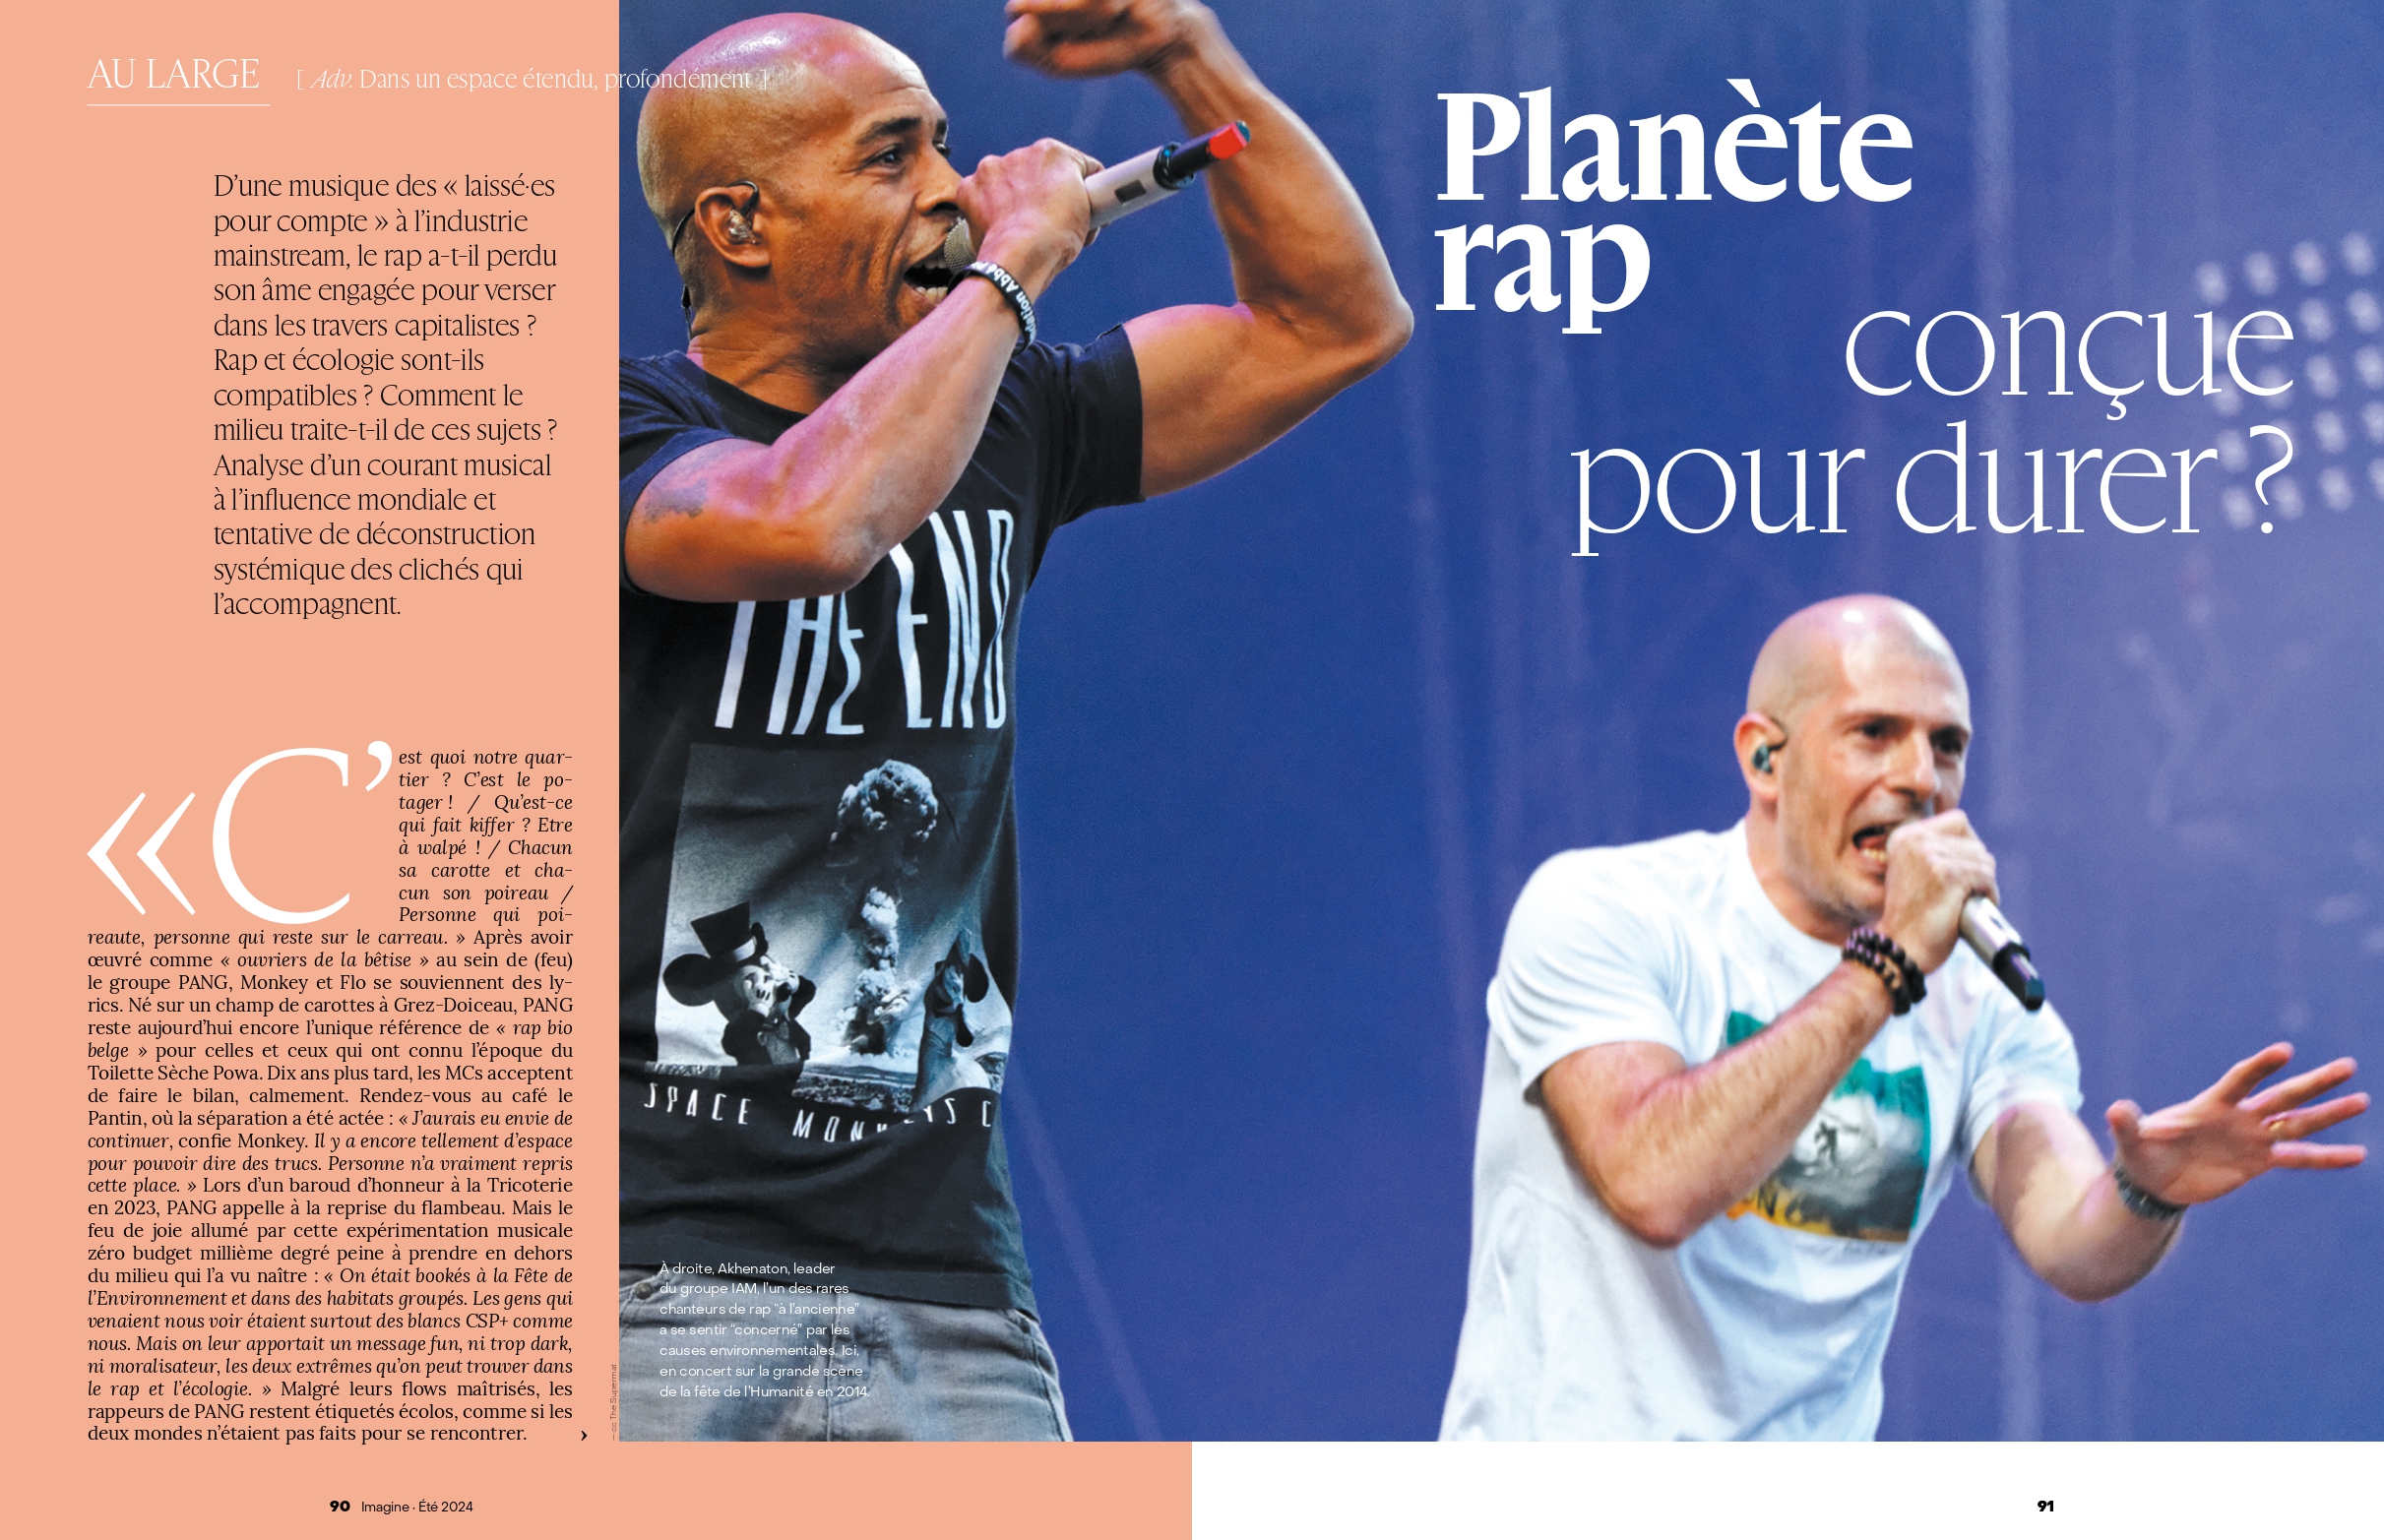 AU LARGE [ Adv. Dans un espace étendu, profondément ]
D’une musique des « laissé·es
pour compte » à l’industrie
mainstream, le rap a-t-il perdu
son âme engagée pour verser
dans les travers capitalistes ?
Rap et écologie sont-ils
compatibles ? Comment le
milieu traite-t-il de ces sujets ?
Analyse d’un courant musical
à l’influence mondiale et
tentative de déconstruction
systémique des clichés qui
l’accompagnent.
«C’est quoi notre quar-
tier ? C’est le po-
tager ! / Qu’est-ce
qui fait kiffer ? Etre
à walpé ! / Chacun
sa carotte et cha-
cun son poireau /
Personne qui poi-
reaute, personne qui reste sur le carreau. » Après avoir
œuvré comme « ouvriers de la bêtise » au sein de (feu)
le groupe PANG, Monkey et Flo se souviennent des ly-
rics. Né sur un champ de carottes à Grez-Doiceau, PANG
reste aujourd’hui encore l’unique référence de « rap bio
belge » pour celles et ceux qui ont connu l’époque du
Toilette Sèche Powa. Dix ans plus tard, les MCs acceptent
de faire le bilan, calmement. Rendez-vous au café le
Pantin, où la séparation a été actée : « J’aurais eu envie de
continuer, confie Monkey. Il y a encore tellement d’espace
pour pouvoir dire des trucs. Personne n’a vraiment repris
cette place. » Lors d’un baroud d’honneur à la Tricoterie
en 2023, PANG appelle à la reprise du flambeau. Mais le
feu de joie allumé par cette expérimentation musicale
zéro budget millième degré peine à prendre en dehors
du milieu qui l’a vu naître : « On était bookés à la Fête de
l’Environnement et dans des habitats groupés. Les gens qui
venaient nous voir étaient surtout des blancs CSP+ comme
nous. Mais on leur apportait un message fun, ni trop dark,
ni moralisateur, les deux extrêmes qu’on peut trouver dans
le rap et l’écologie. » Malgré leurs flows maîtrisés, les
rappeurs de PANG restent étiquetés écolos, comme si les
deux mondes n’étaient pas faits pour se rencontrer. ›
— cc The Supermat
THE END
SPACE MONKEYS C
À droite, Akhenaton, leader
du groupe IAM, l’un des rares
chanteurs de rap “à l’ancienne”
a se sentir “concerné” par les
causes environnementales. Ici,
en concert sur la grande scène
de la fête de l’Humanité en 2014.
Planète
rap
conçue
pour durer ?
90 Imagine · Été 2024
91